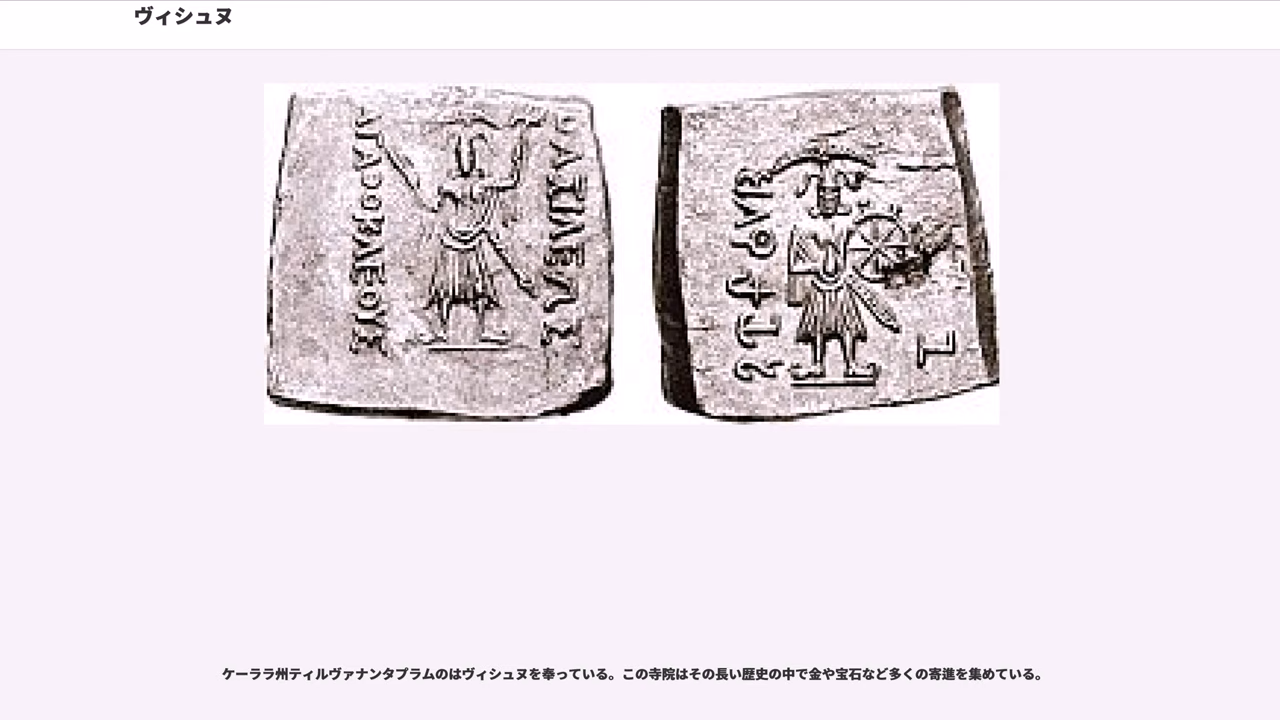 ヴィシュヌ
ΒΑΣΙΛΕΩΣ
ケーララ州ティルヴァナンタプラムのはヴィシュヌを奉っている。この寺院はその長い歴史の中で金や宝石など多くの寄進を集めている。